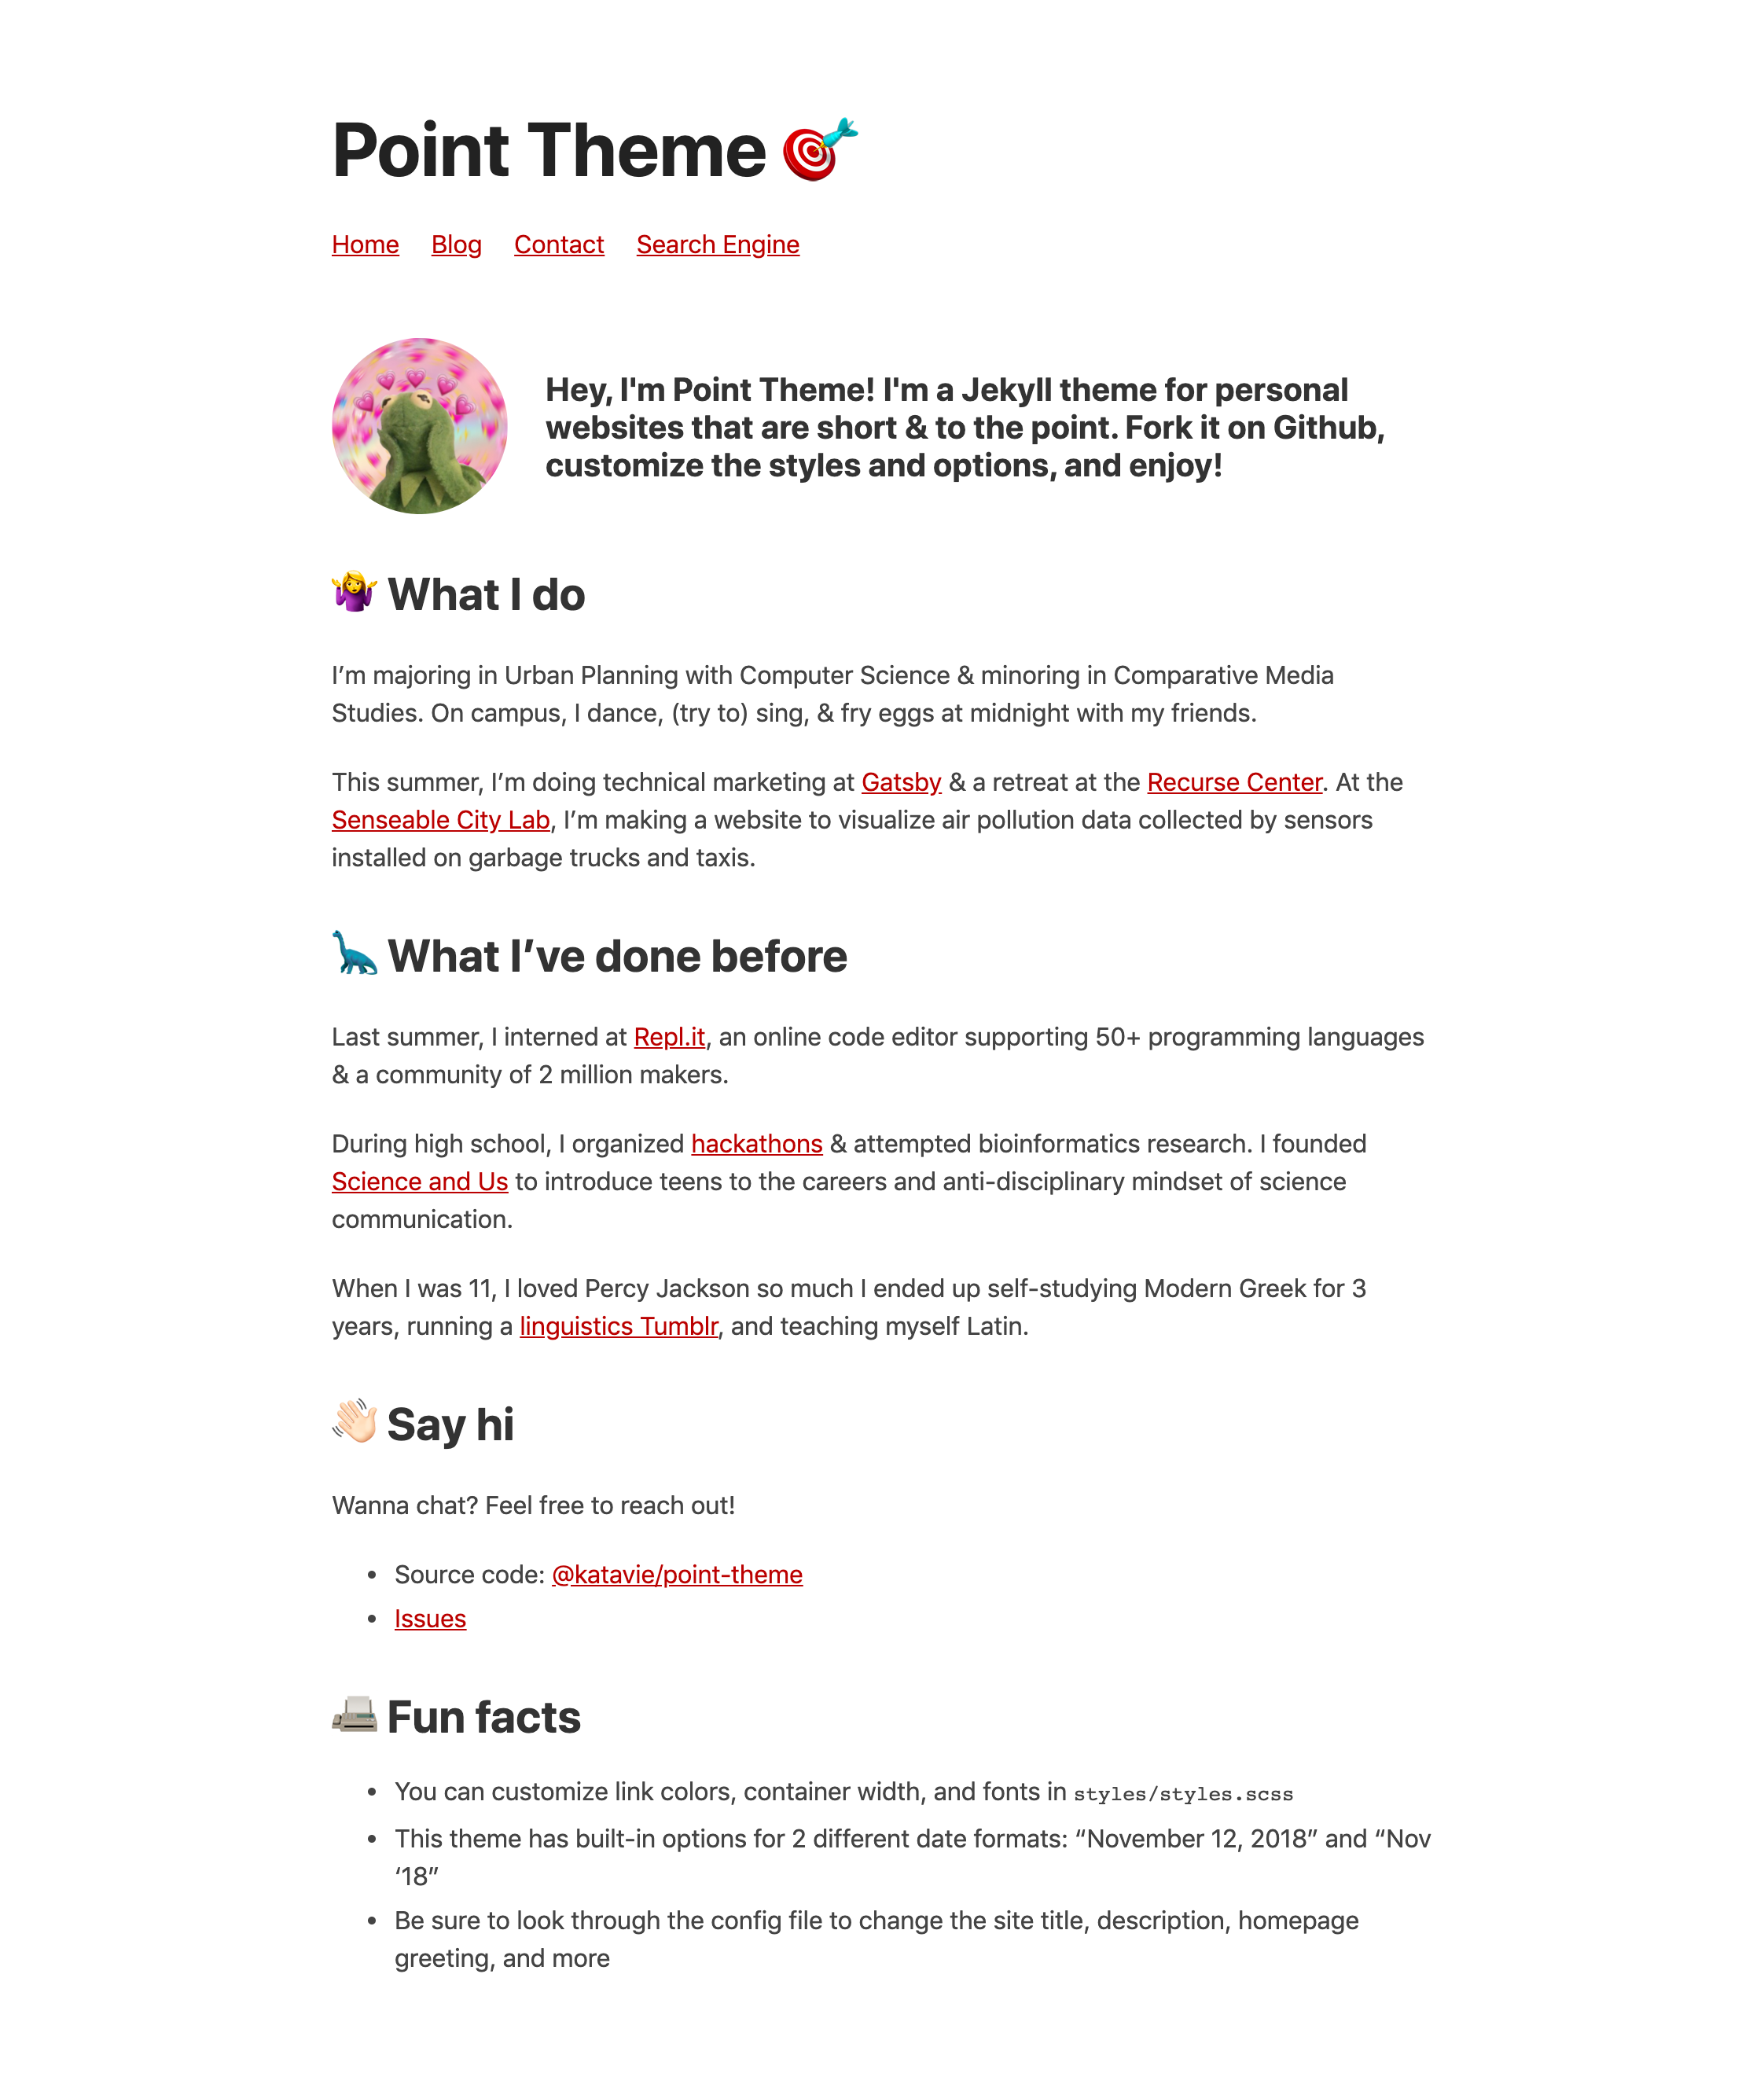 Point Theme 🎯
Home Blog Contact Search Engine
Hey, I'm Point Theme! I'm a Jekyll theme for personal
websites that are short & to the point. Fork it on Github,
customize the styles and options, and enjoy!
🤷‍♀️ What I do
I’m majoring in Urban Planning with Computer Science & minoring in Comparative Media
Studies. On campus, I dance, (try to) sing, & fry eggs at midnight with my friends.
This summer, I’m doing technical marketing at Gatsby & a retreat at the Recurse Center. At the
Senseable City Lab, I’m making a website to visualize air pollution data collected by sensors
installed on garbage trucks and taxis.
🦕 What I’ve done before
Last summer, I interned at Repl.it, an online code editor supporting 50+ programming languages
& a community of 2 million makers.
During high school, I organized hackathons & attempted bioinformatics research. I founded
Science and Us to introduce teens to the careers and anti-disciplinary mindset of science
communication.
When I was 11, I loved Percy Jackson so much I ended up self-studying Modern Greek for 3
years, running a linguistics Tumblr, and teaching myself Latin.
👋🏻 Say hi
Wanna chat? Feel free to reach out!
• Source code: @katavie/point-theme
• Issues
📠 Fun facts
• You can customize link colors, container width, and fonts in styles/styles.scss
• This theme has built-in options for 2 different date formats: “November 12, 2018” and “Nov
‘18”
• Be sure to look through the config file to change the site title, description, homepage
greeting, and more